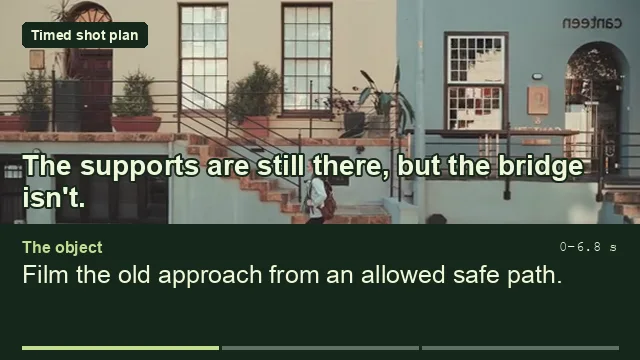 Timed shot plan
canteen
The supports are still there, but the bridge
isn't.
The object
0–6.8 s
Film the old approach from an allowed safe path.